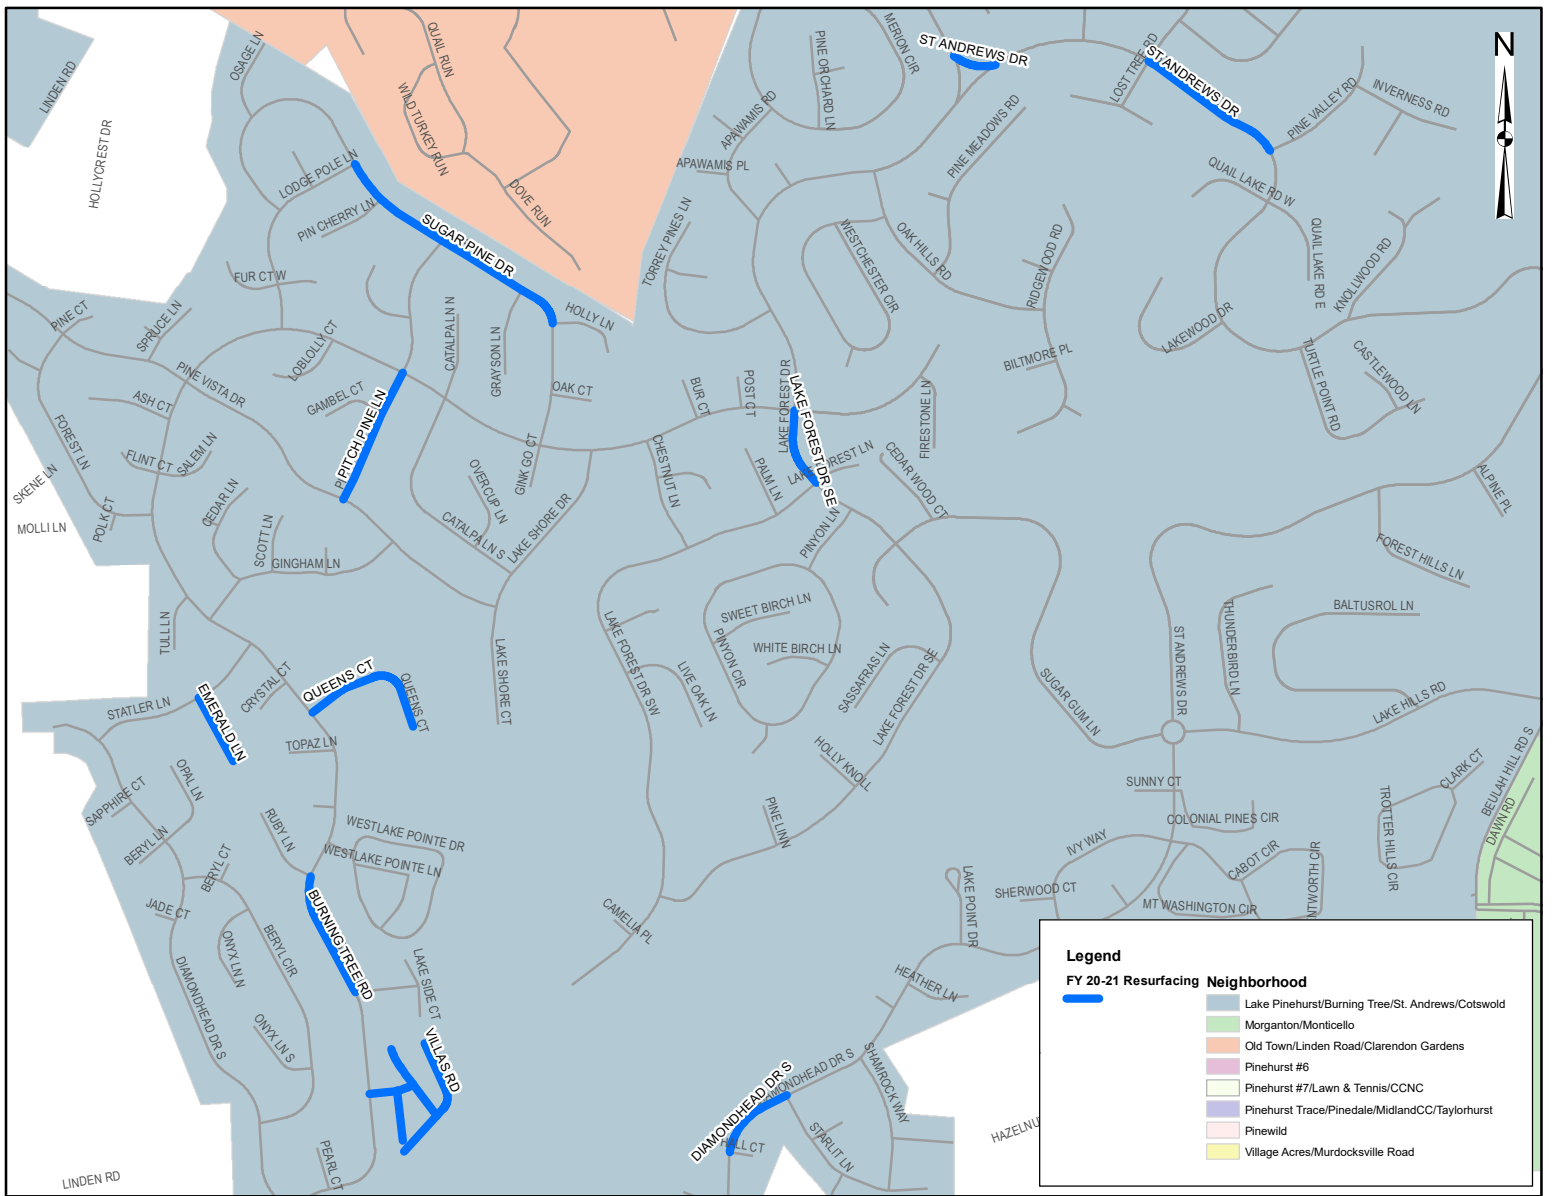 N
LINDEN RD
OSAGE LN
QUAIL RUN
WILD TURKEY RUN
DOVE RUN
MERION CIR
PINE ORCHARD LN
ST ANDREWS DR
LOST TREE RD
ST ANDREWS DR
PINE VALLEY RD
INVERNESS RD
HOLLYCREST DR
LODGE POLE LN
PIN CHERRY LN
SUGAR PINE DR
APAWAMIS RD
APAWAMIS PL
PINE MEADOWS RD
QUAIL LAKE RD W
QUAIL LAKE RD E
KNOLLWOOD RD
TORREY PINES LN
WESTCHESTER CIR
OAK HILLS RD
RIDGEWOOD RD
FUR CT W
HOLLY LN
PINE CT
SPRUCE LN
LOBLOLLY CT
CATALPA LN N
GRAYSON LN
LAKEWOOD DR
BILTMORE PL
TURTLE POINT RD
CASTLEWOOD LN
PINE VISTA DR
ASH CT
GAMBEL CT
PITCH PINE LN
OAK CT
BUR CT
POST CT
LAKE FOREST DR
LAKE FOREST DR SE
FIRESTONE LN
FOREST LN
FLINT CT
SALEM LN
OVERCUP LN
GINK GO CT
CHESTNUT LN
PALM LN
CEDARWOOD CT
ALPINE PL
SKENE LN
MOLLI LN
POLK CT
CEDAR LN
SCOTT LN
GINGHAM LN
CATALPA LN S
LAKE SHORE DR
PINYON LN
FOREST HILLS LN
TULL LN
LAKE FOREST DR SW
SWEET BIRCH LN
WHITE BIRCH LN
PINYON CIR
LIVE OAK LN
SASSAFRAS LN
LAKE FOREST DR SE
SUGAR GUM LN
ST ANDREWS DR
THUNDERBIRD LN
BALTUSROL LN
LAKE HILLS RD
LAKE SHORE CT
EMERALD LN
STATLER LN
CRYSTAL CT
QUEENS CT
QUEENS CT
TOPAZ LN
HOLLY KNOLL
PINE LINN
SAPPHIRE CT
OPAL LN
BERYL LN
RUBY LN
BERYL CT
WESTLAKE POINTE DR
WESTLAKE POINTE LN
SUNNY CT
COLONIAL PINES CIR
IVY WAY
CABOT CIR
TROTTER HILLS CIR
CLARK CT
BEULAH HILL RD S
DAWN RD
JADE CT
BURNING TREE RD
ONYX LN N
BERYL CIR
DIAMONDHEAD DR S
ONYX LN S
LAKE SIDE CT
CAMELIA PL
LAKE POINT DR
SHERWOOD CT
MT WASHINGTON CIR
NTWORTH CIR
HEATHER LN
VILLAS RD
DIAMONDHEAD DR S
AMONDHEAD DR S
SHAMROCK WAY
HALL CT
STARLIT LN
HAZELNU
PEARL CT
LINDEN RD
Legend
FY 20-21 Resurfacing
Neighborhood
Lake Pinehurst/Burning Tree/St. Andrews/Cotswold
Morganton/Monticello
Old Town/Linden Road/Clarendon Gardens
Pinehurst #6
Pinehurst #7/Lawn & Tennis/CCNC
Pinehurst Trace/Pinedale/MidlandCC/Taylorhurst
Pinewild
Village Acres/Murdocksville Road